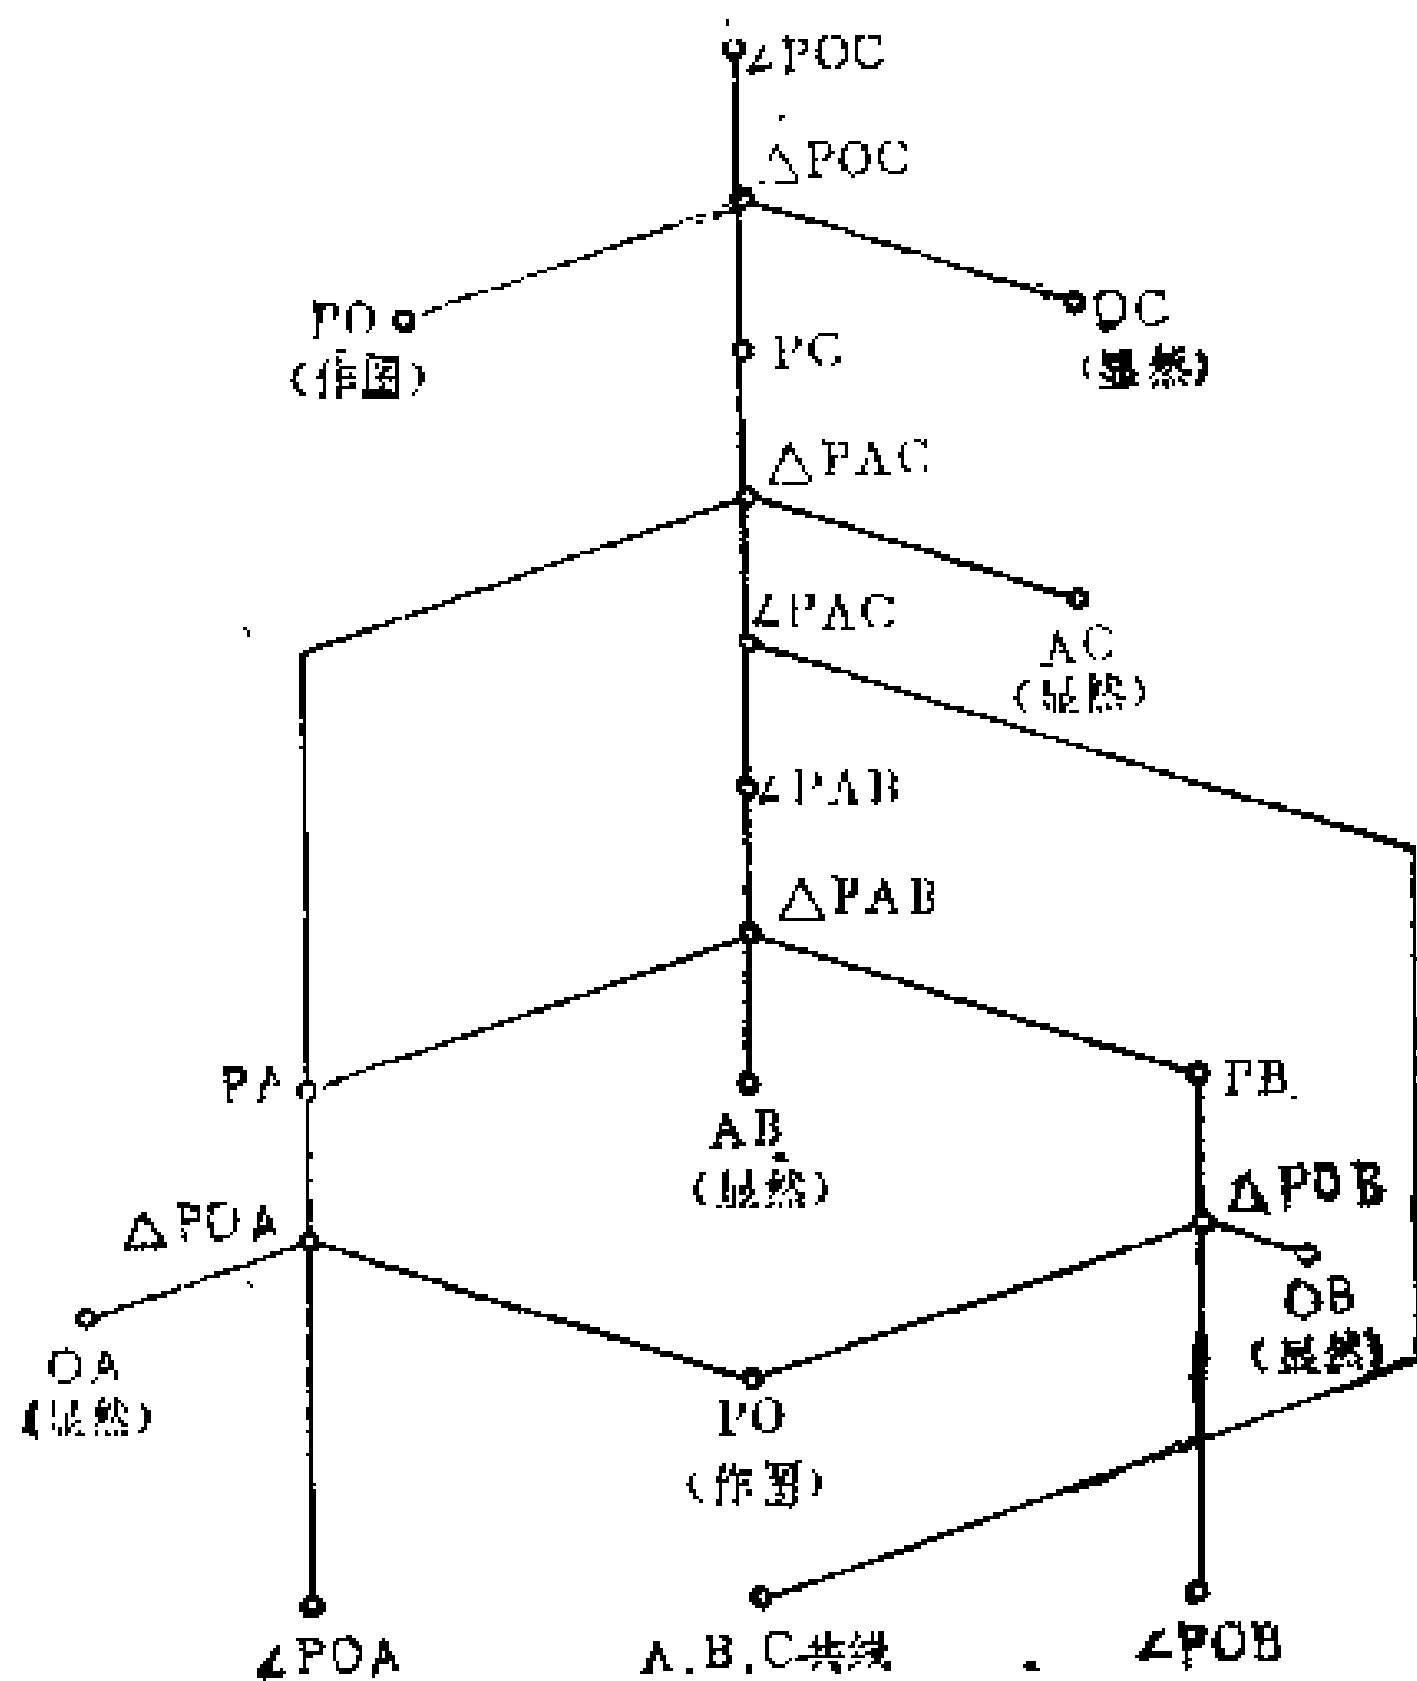 ∠POC
△POC
PO
(作图)
OC
(显然)
PC
△PAC
∠PAC
AC
(显然)
∠PAB
△PAB
PA
PB
AB
(显然)
△POA
△POB
OA
(显然)
OB
(显然)
PO
(作图)
∠POA
A.B.C共线
∠POB